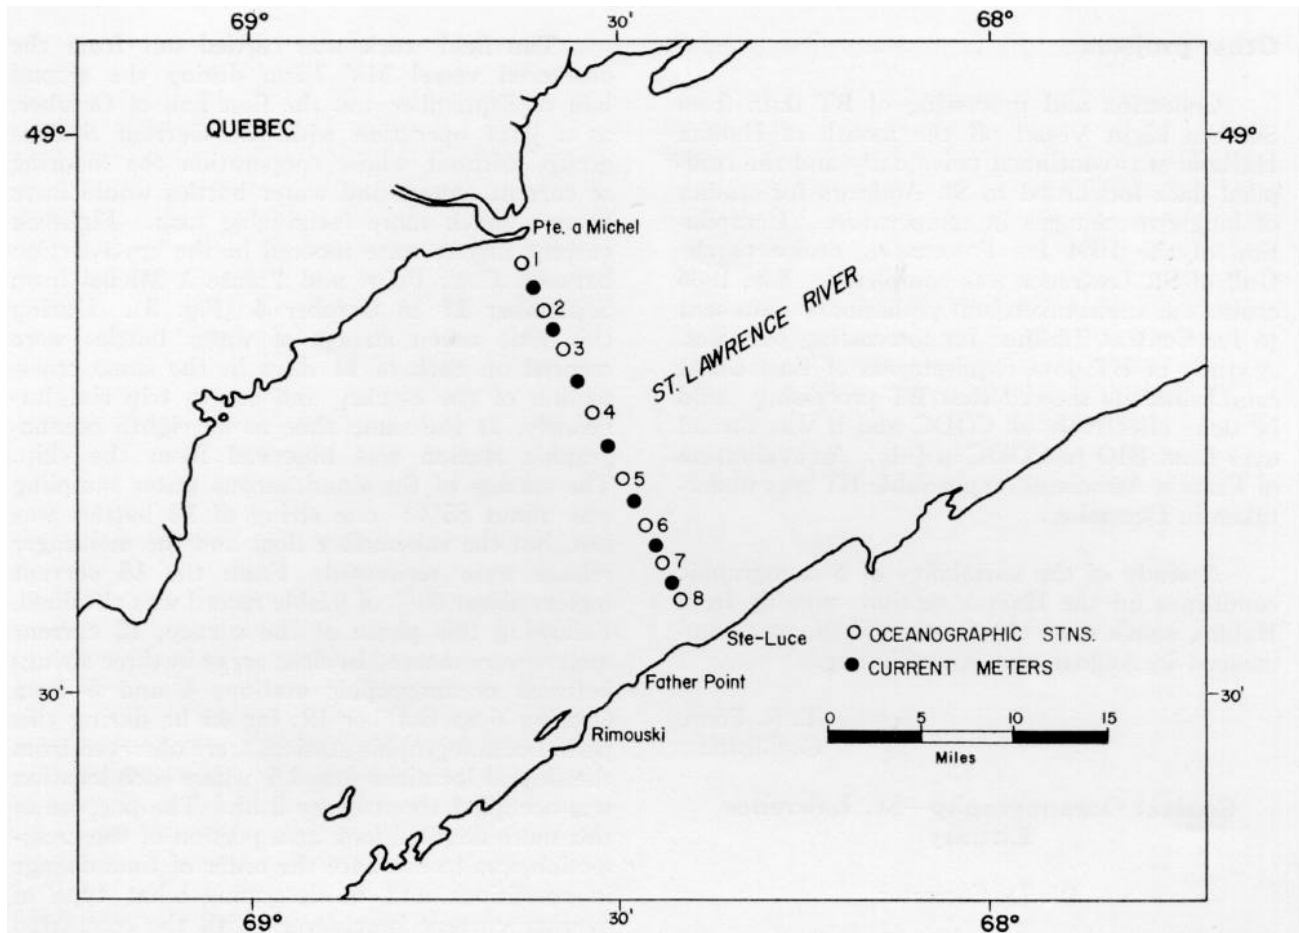 69° 30' 68°
49° QUEBEC 49°
Pte. a Michel
1
2
3
4
5
6
7
8
ST. LAWRENCE RIVER
Ste-Luce
OCEANOGRAPHIC STNS.
CURRENT METERS
Father Point
30' 30'
Rimouski
0 5 10 15
Miles
69° 30' 68°